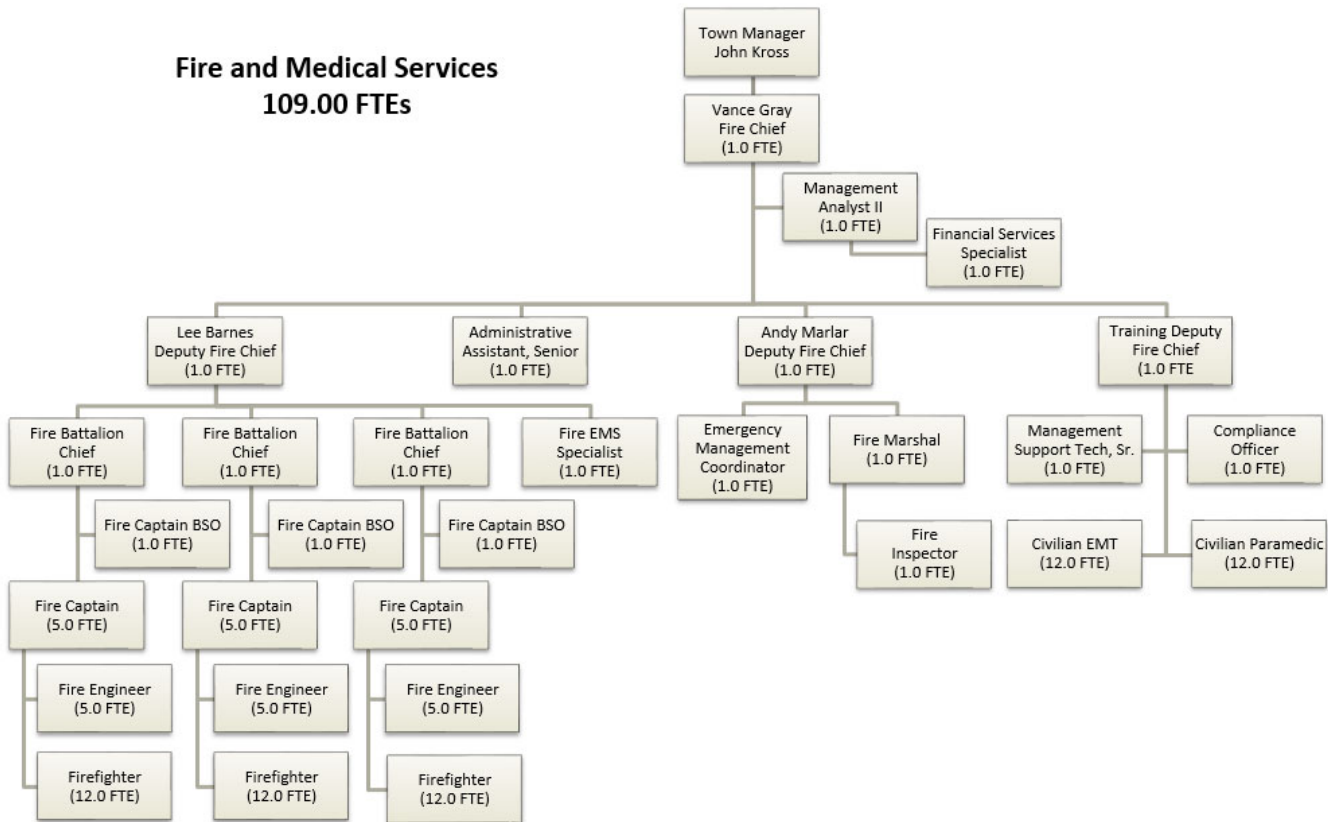 Fire and Medical Services
109.00 FTEs
Town Manager
John Kross
Vance Gray
Fire Chief
(1.0 FTE)
Management
Analyst II
(1.0 FTE)
Financial Services
Specialist
(1.0 FTE)
Lee Barnes
Deputy Fire Chief
(1.0 FTE)
Administrative
Assistant, Senior
(1.0 FTE)
Andy Marlar
Deputy Fire Chief
(1.0 FTE)
Training Deputy
Fire Chief
(1.0 FTE
Fire Battalion
Chief
(1.0 FTE)
Fire Battalion
Chief
(1.0 FTE)
Fire Battalion
Chief
(1.0 FTE)
Fire EMS
Specialist
(1.0 FTE)
Emergency
Management
Coordinator
(1.0 FTE)
Fire Marshal
(1.0 FTE)
Management
Support Tech, Sr.
(1.0 FTE)
Compliance
Officer
(1.0 FTE)
Fire Captain BSO
(1.0 FTE)
Fire Captain BSO
(1.0 FTE)
Fire Captain BSO
(1.0 FTE)
Fire
Inspector
(1.0 FTE)
Civilian EMT
(12.0 FTE)
Civilian Paramedic
(12.0 FTE)
Fire Captain
(5.0 FTE)
Fire Captain
(5.0 FTE)
Fire Captain
(5.0 FTE)
Fire Engineer
(5.0 FTE)
Fire Engineer
(5.0 FTE)
Fire Engineer
(5.0 FTE)
Firefighter
(12.0 FTE)
Firefighter
(12.0 FTE)
Firefighter
(12.0 FTE)